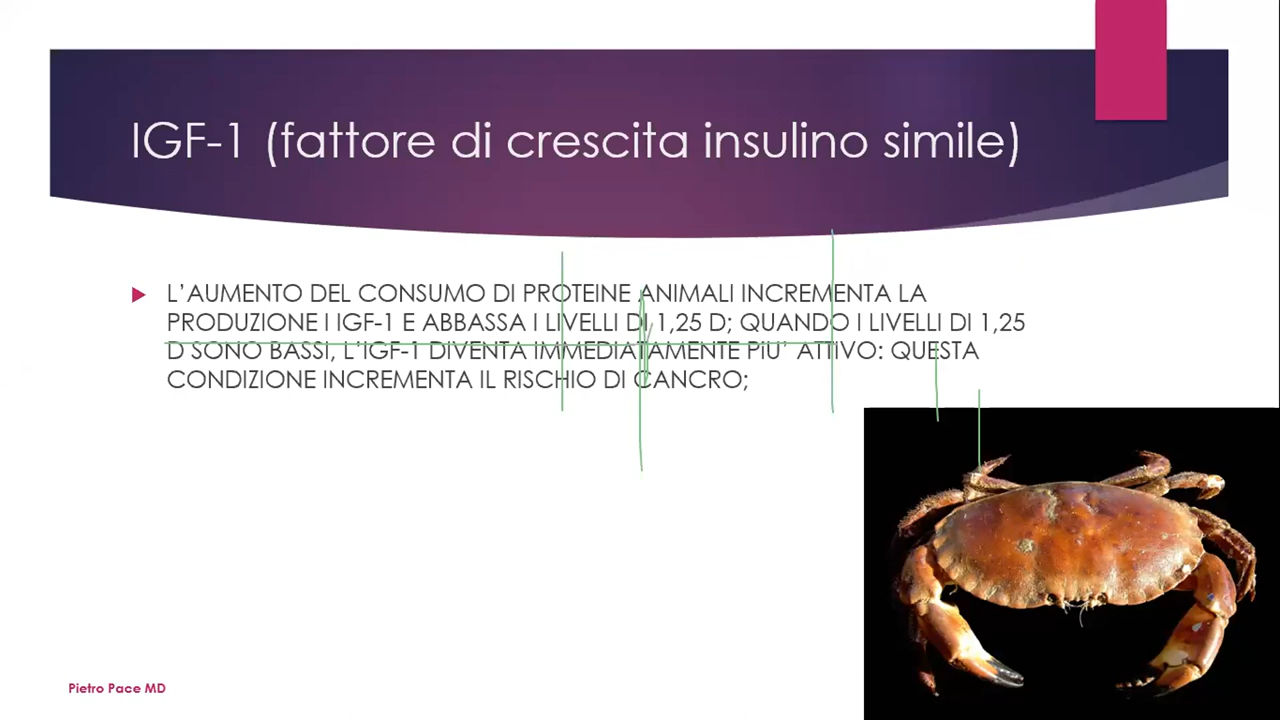 IGF-1 (fattore di crescita insulino simile)
L'AUMENTO DEL CONSUMO DI PROTEINE ANIMALI INCREMENTA LA
PRODUZIONE I IGF-1 E ABBASSA I LIVELLI DI 1,25 D; QUANDO I LIVELLI DI 1,25
D SONO BASSI, L'IGF-1 DIVENTA IMMEDIATAMENTE PIU' ATTIVO: QUESTA
CONDIZIONE INCREMENTA IL RISCHIO DI CANCRO;
Pietro Pace MD